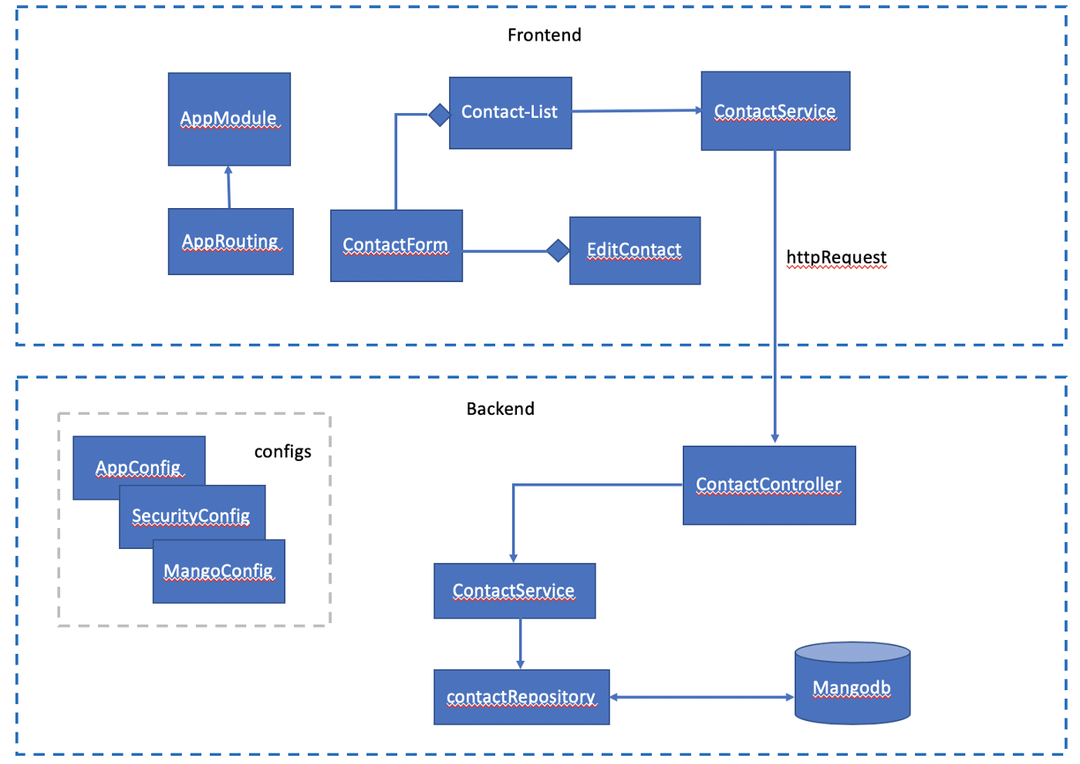 Frontend
AppModule
Contact-List
ContactService
AppRouting
ContactForm
EditContact
httpRequest
Backend
configs
AppConfig
SecurityConfig
MangoConfig
ContactController
ContactService
contactRepository
Mangodb